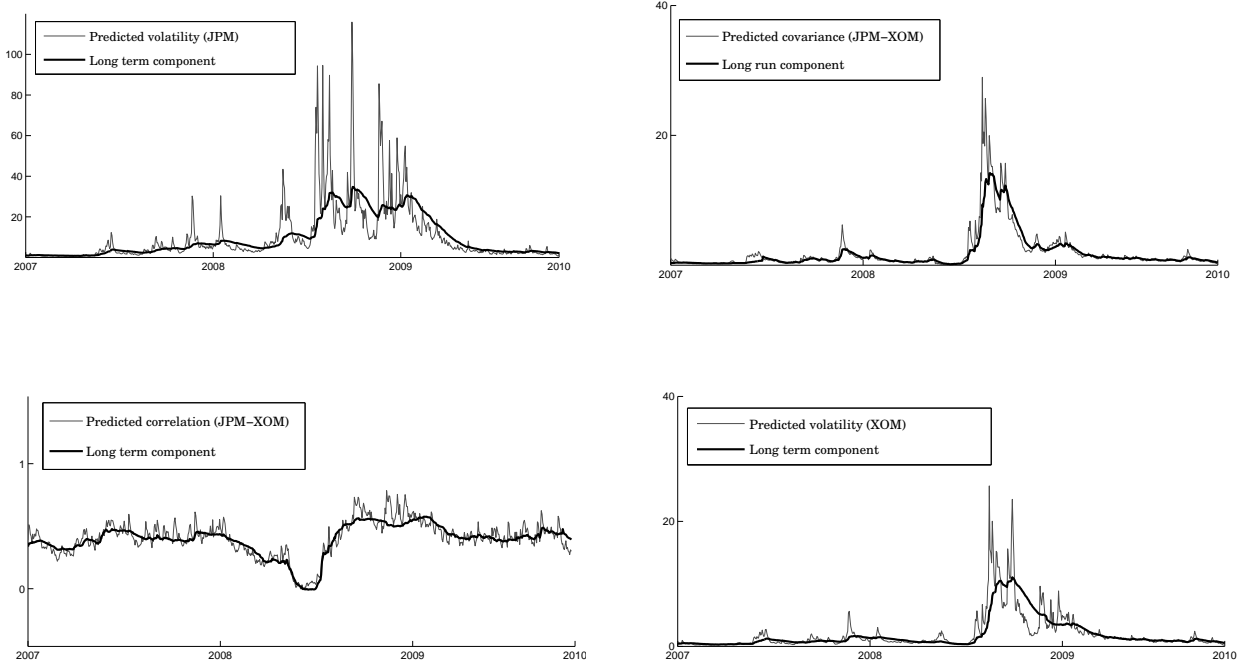 Predicted volatility (JPM)
Long term component
100
80
60
40
20
2007 2008 2009 2010
40
Predicted covariance (JPM−XOM)
Long run component
20
2007 2008 2009 2010
Predicted correlation (JPM−XOM)
Long term component
1
0
2007 2008 2009 2010
40
Predicted volatility (XOM)
Long term component
20
0
2007 2008 2009 2010